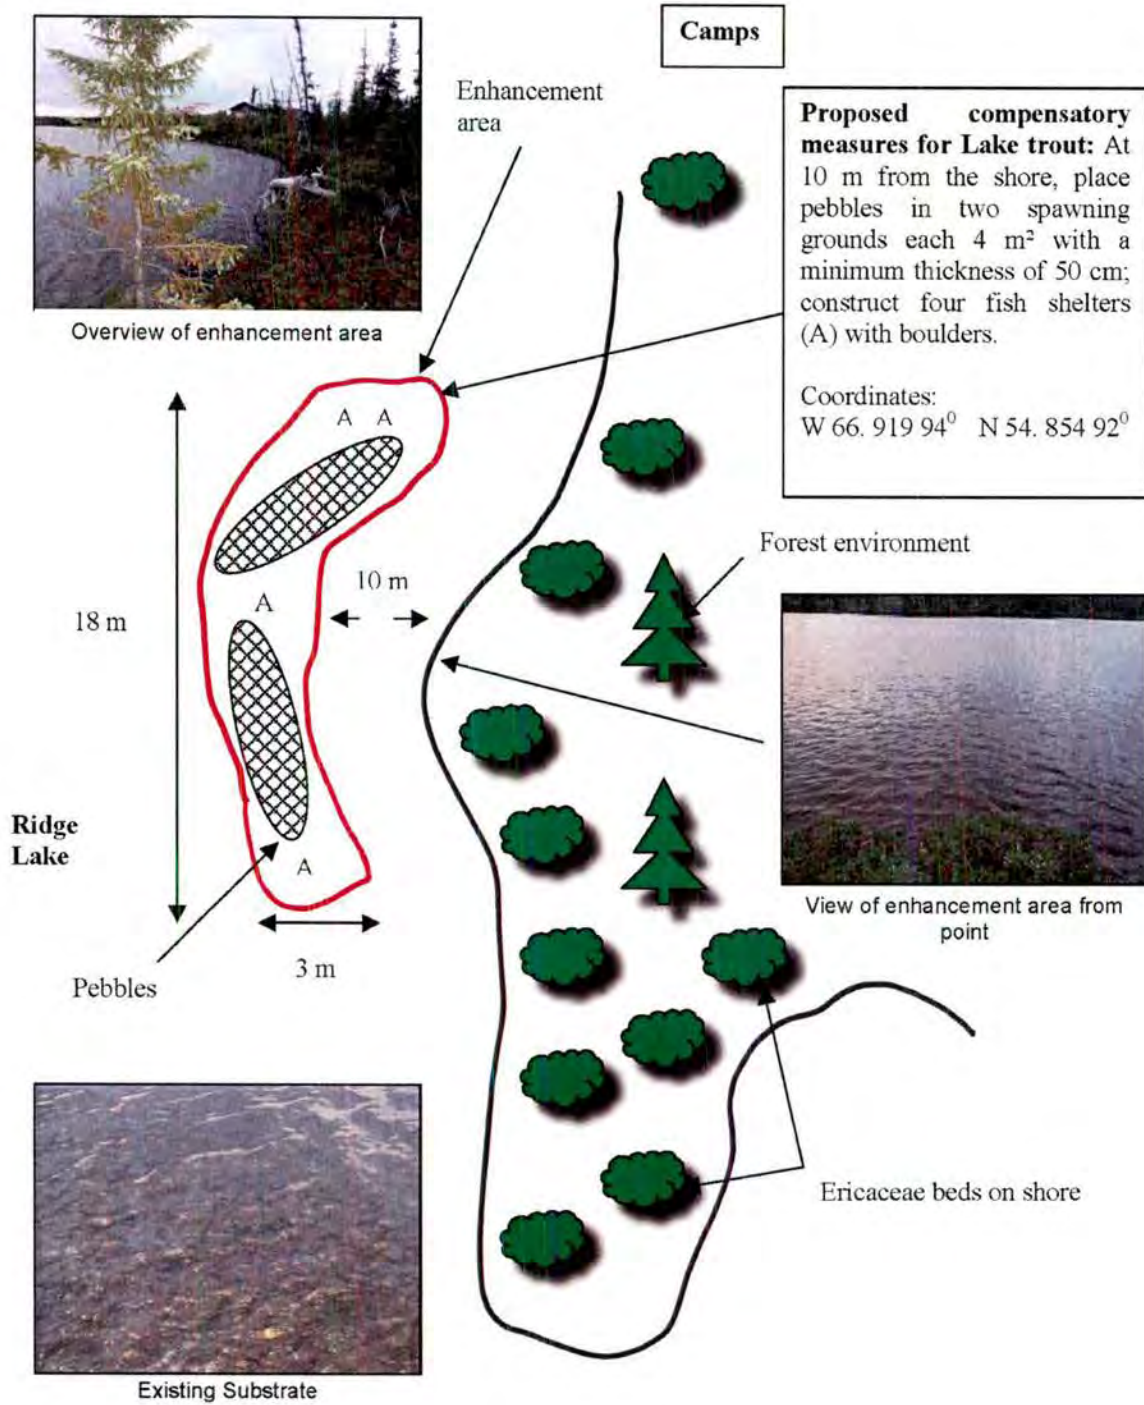 Camps
Enhancement
area
Proposed compensatory
measures for Lake trout: At
10 m from the shore, place
pebbles in two spawning
grounds each 4 m² with a
minimum thickness of 50 cm;
construct four fish shelters
(A) with boulders.
Coordinates:
W 66. 919 94⁰ N 54. 854 92⁰
Overview of enhancement area
A A
Forest environment
10 m
A
18 m
Ridge
Lake
A
View of enhancement area from
point
3 m
Pebbles
Ericaceae beds on shore
Existing Substrate